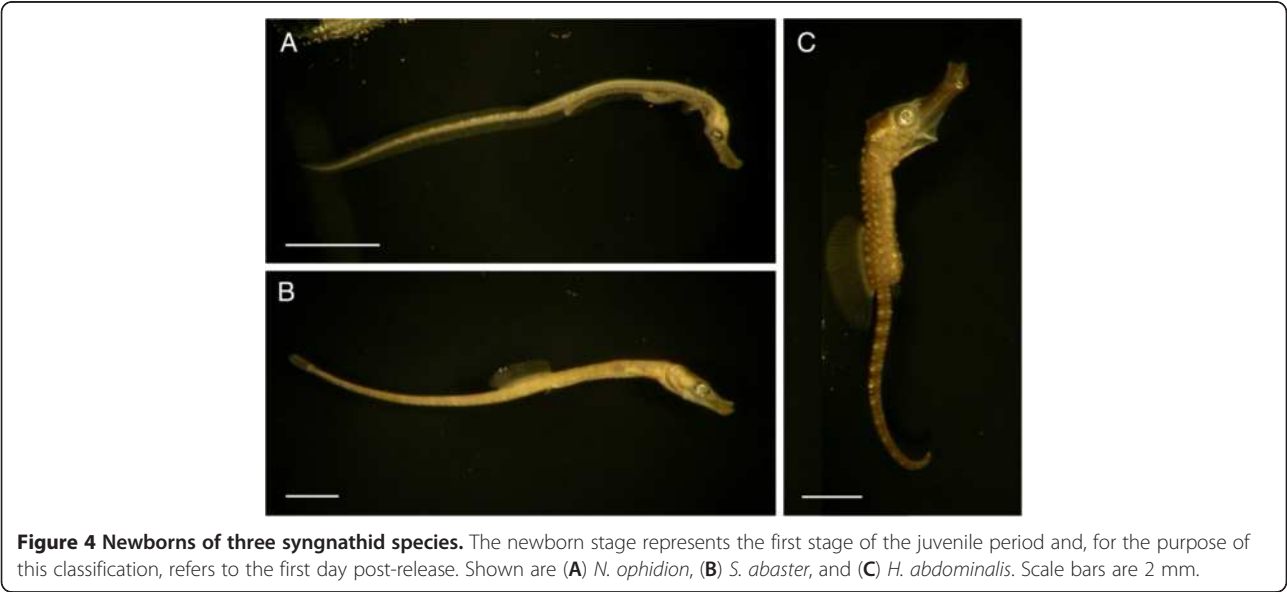 A
B
C
Figure 4 Newborns of three syngnathid species. The newborn stage represents the first stage of the juvenile period and, for the purpose of
this classification, refers to the first day post-release. Shown are (A) N. ophidion, (B) S. abaster, and (C) H. abdominalis. Scale bars are 2 mm.